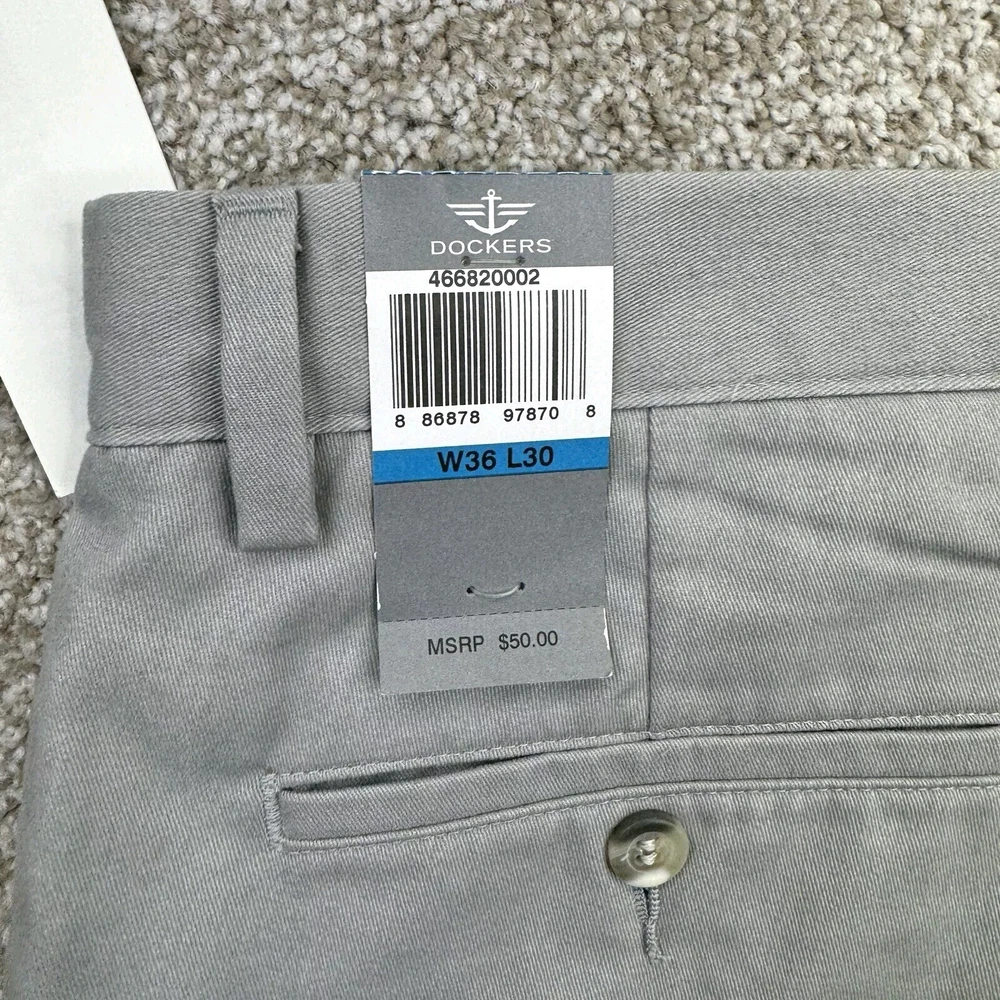 DOCKERS
466820002
8 86878 97870 8
W36 L30
MSRP $50.00